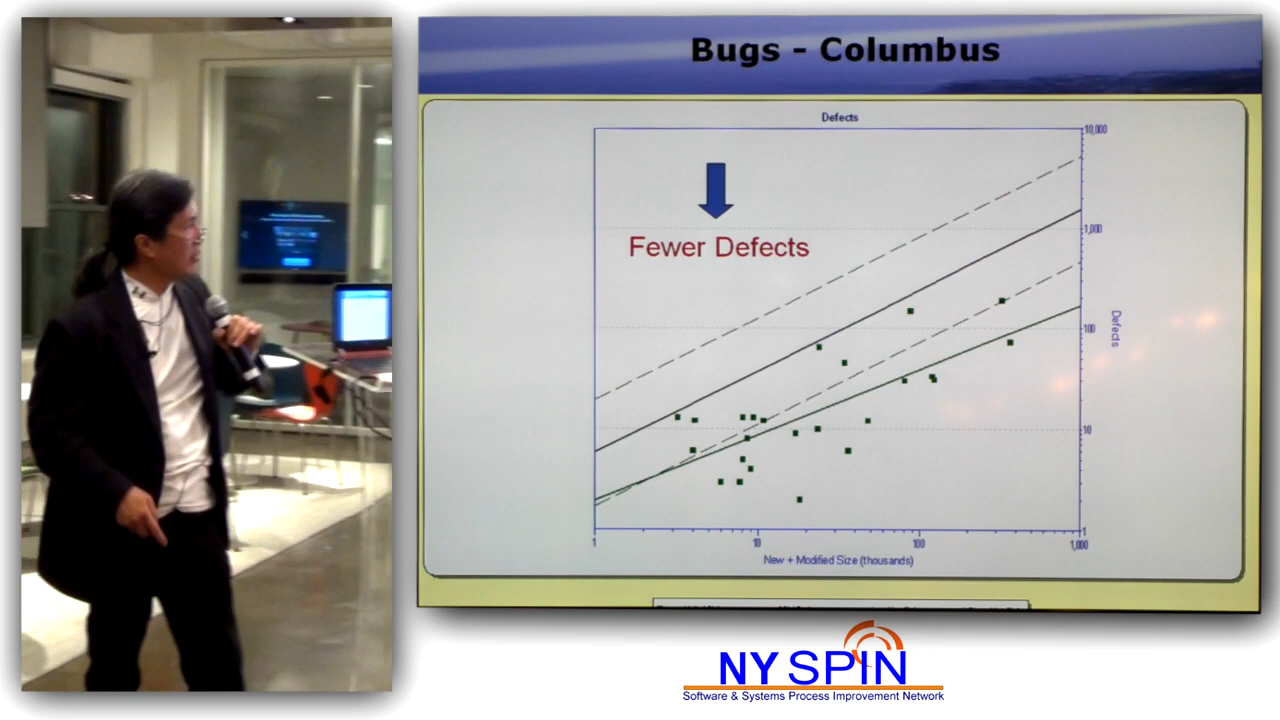 Bugs - Columbus
Defects
10,000
Fewer Defects
1,000
Defects
100
10
1
1
10
100
1,000
New + Modified Size (thousands)
NY SPIN
Software & Systems Process Improvement Network